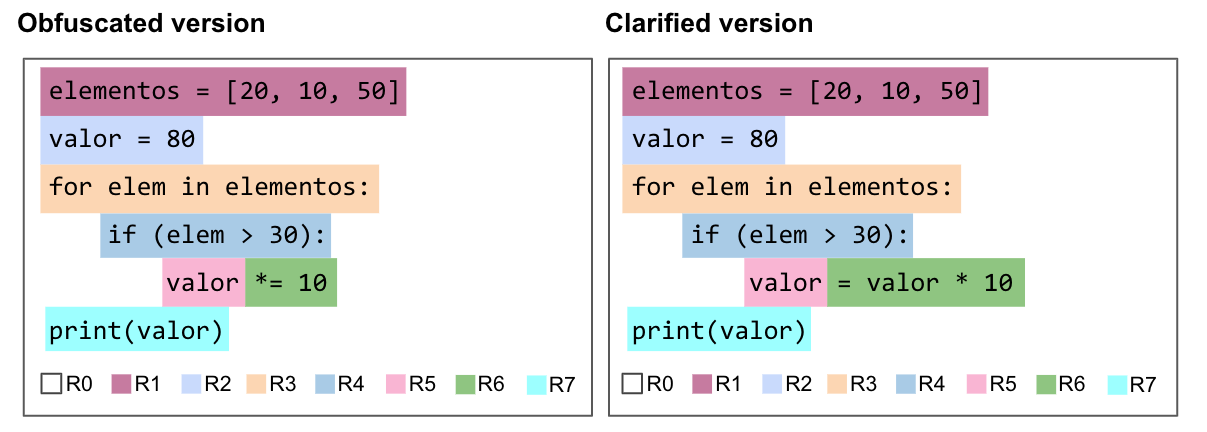 Obfuscated version
elementos = [20, 10, 50]
valor = 80
for elem in elementos:
if (elem > 30):
valor *= 10
print(valor)
R0 R1 R2 R3 R4 R5 R6 R7
Clarified version
elementos = [20, 10, 50]
valor = 80
for elem in elementos:
if (elem > 30):
valor = valor * 10
print(valor)
R0 R1 R2 R3 R4 R5 R6 R7